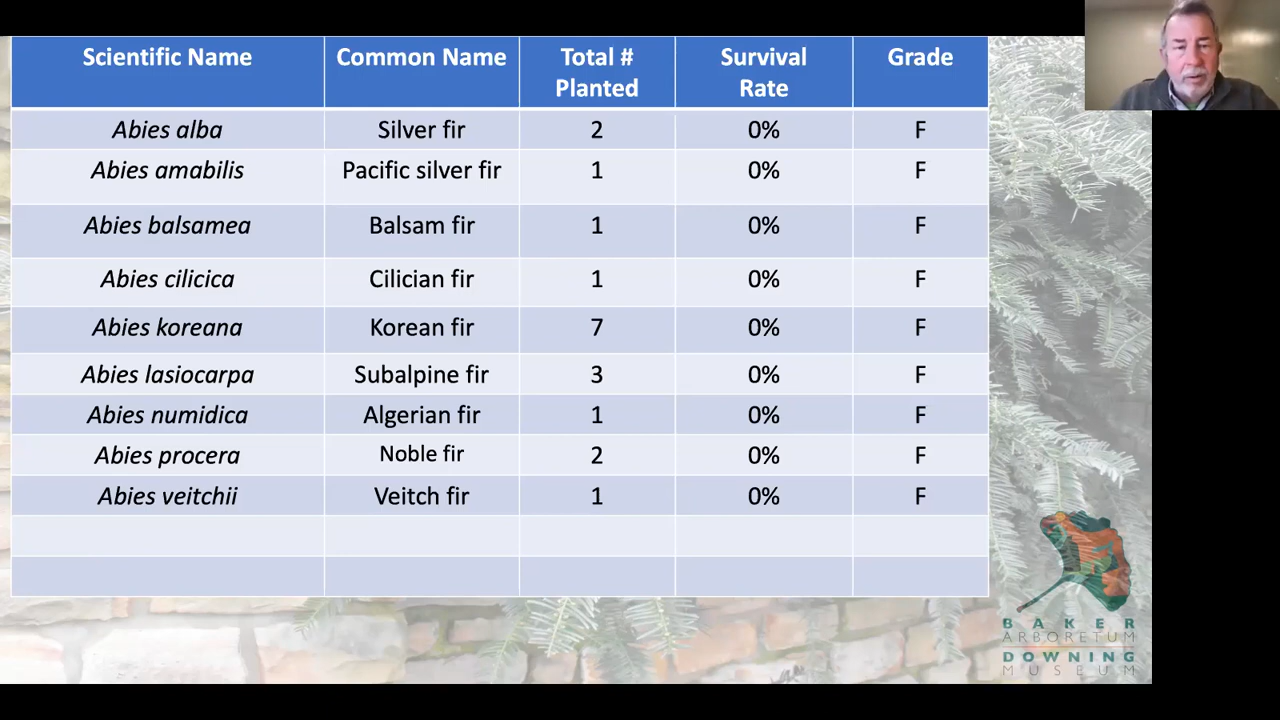 Scientific Name Common Name Total # Planted Survival Rate Grade
Abies alba Silver fir 2 0% F
Abies amabilis Pacific silver fir 1 0% F
Abies balsamea Balsam fir 1 0% F
Abies cilicica Cilician fir 1 0% F
Abies koreana Korean fir 7 0% F
Abies lasiocarpa Subalpine fir 3 0% F
Abies numidica Algerian fir 1 0% F
Abies procera Noble fir 2 0% F
Abies veitchii Veitch fir 1 0% F
BAKER
ARBORETUM
DOWNING
MUSEUM